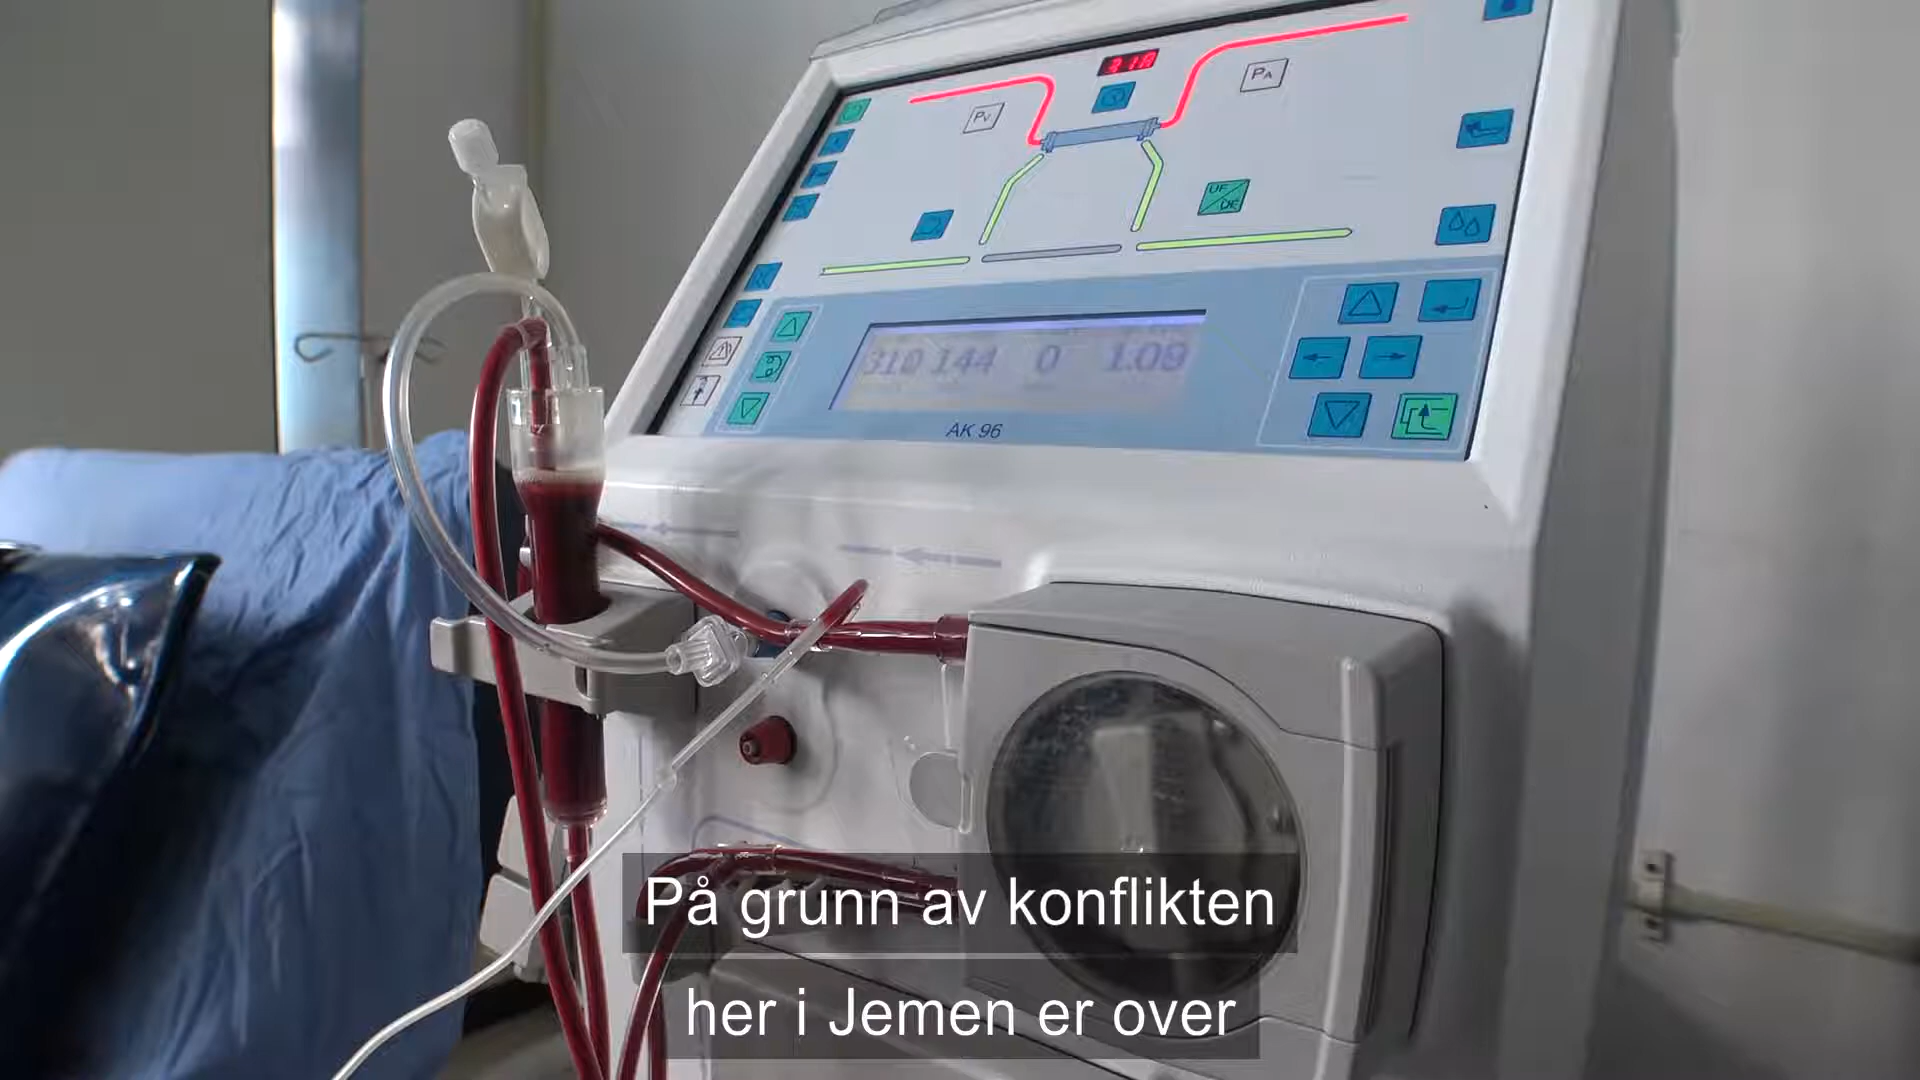 PA
PV
UF
310 144 0 1:09
AK 96
På grunn av konflikten
her i Jemen er over